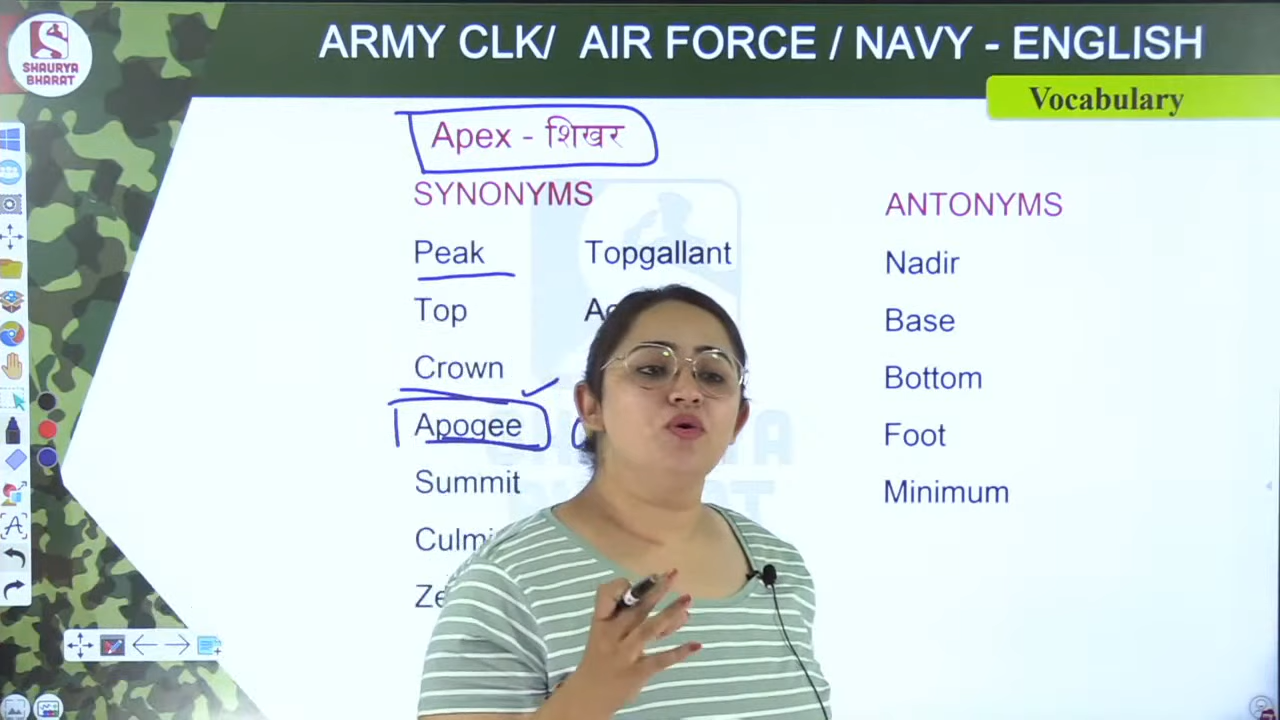 SHAURYA
BHARAT
ARMY CLK/ AIR FORCE / NAVY - ENGLISH
Vocabulary
Apex - शिखर
SYNONYMS
Peak
Topgallant
Top
Crown
Apogee
Summit
ANTONYMS
Nadir
Base
Bottom
Foot
Minimum